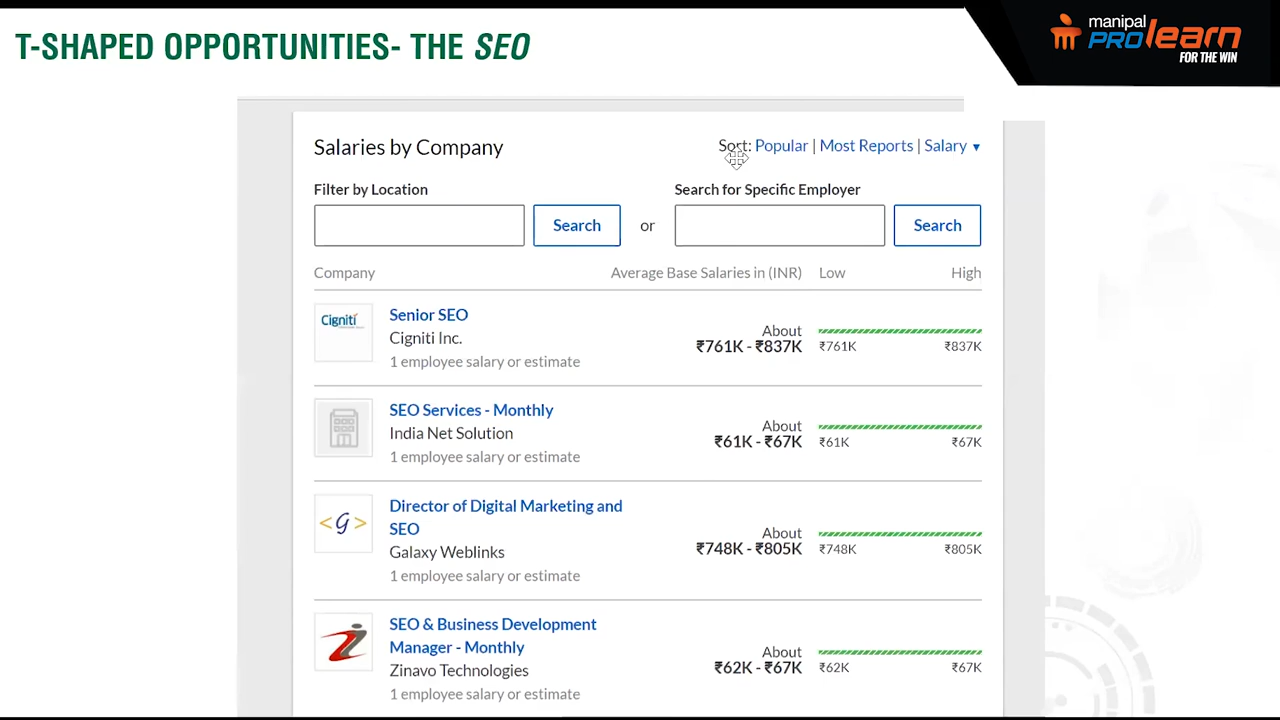 T-SHAPED OPPORTUNITIES- THE SEO
manipal
PROlearn
FOR THE WIN
Salaries by Company
Sort: Popular | Most Reports | Salary ▼
Filter by Location
Search for Specific Employer
Search
or
Search
Company
Average Base Salaries in (INR)
Low
High
Cigniti
Senior SEO
Cigniti Inc.
1 employee salary or estimate
About
₹761K - ₹837K
₹761K
₹837K
SEO Services - Monthly
India Net Solution
1 employee salary or estimate
About
₹61K - ₹67K
₹61K
₹67K
<G>
Director of Digital Marketing and
SEO
Galaxy Weblinks
1 employee salary or estimate
About
₹748K - ₹805K
₹748K
₹805K
SEO & Business Development
Manager - Monthly
Zinavo Technologies
1 employee salary or estimate
About
₹62K - ₹67K
₹62K
₹67K